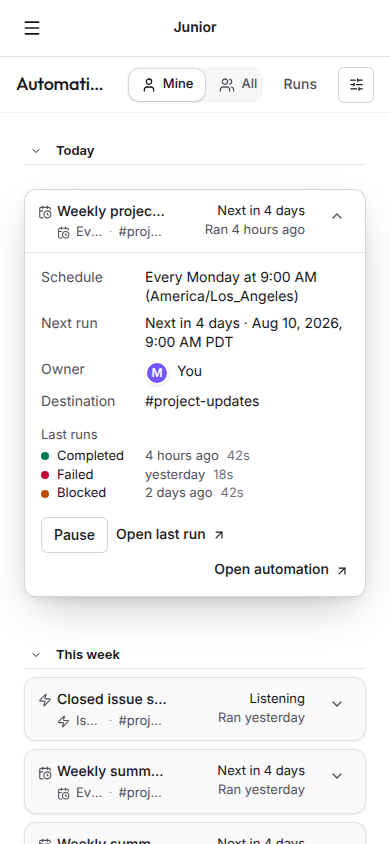 Junior
Automati...
Mine
All
Runs
Today
Weekly projec...
Next in 4 days
Ev... · #proj...
Ran 4 hours ago
Schedule
Every Monday at 9:00 AM
(America/Los_Angeles)
Next run
Next in 4 days · Aug 10, 2026,
9:00 AM PDT
Owner
M You
Destination
#project-updates
Last runs
Completed 4 hours ago 42s
Failed yesterday 18s
Blocked 2 days ago 42s
Pause
Open last run
Open automation
This week
Closed issue s...
Listening
Is... · #proj...
Ran yesterday
Weekly summ...
Next in 4 days
Ev... · #proj...
Ran yesterday
Weekly summ...
Next in 4 days